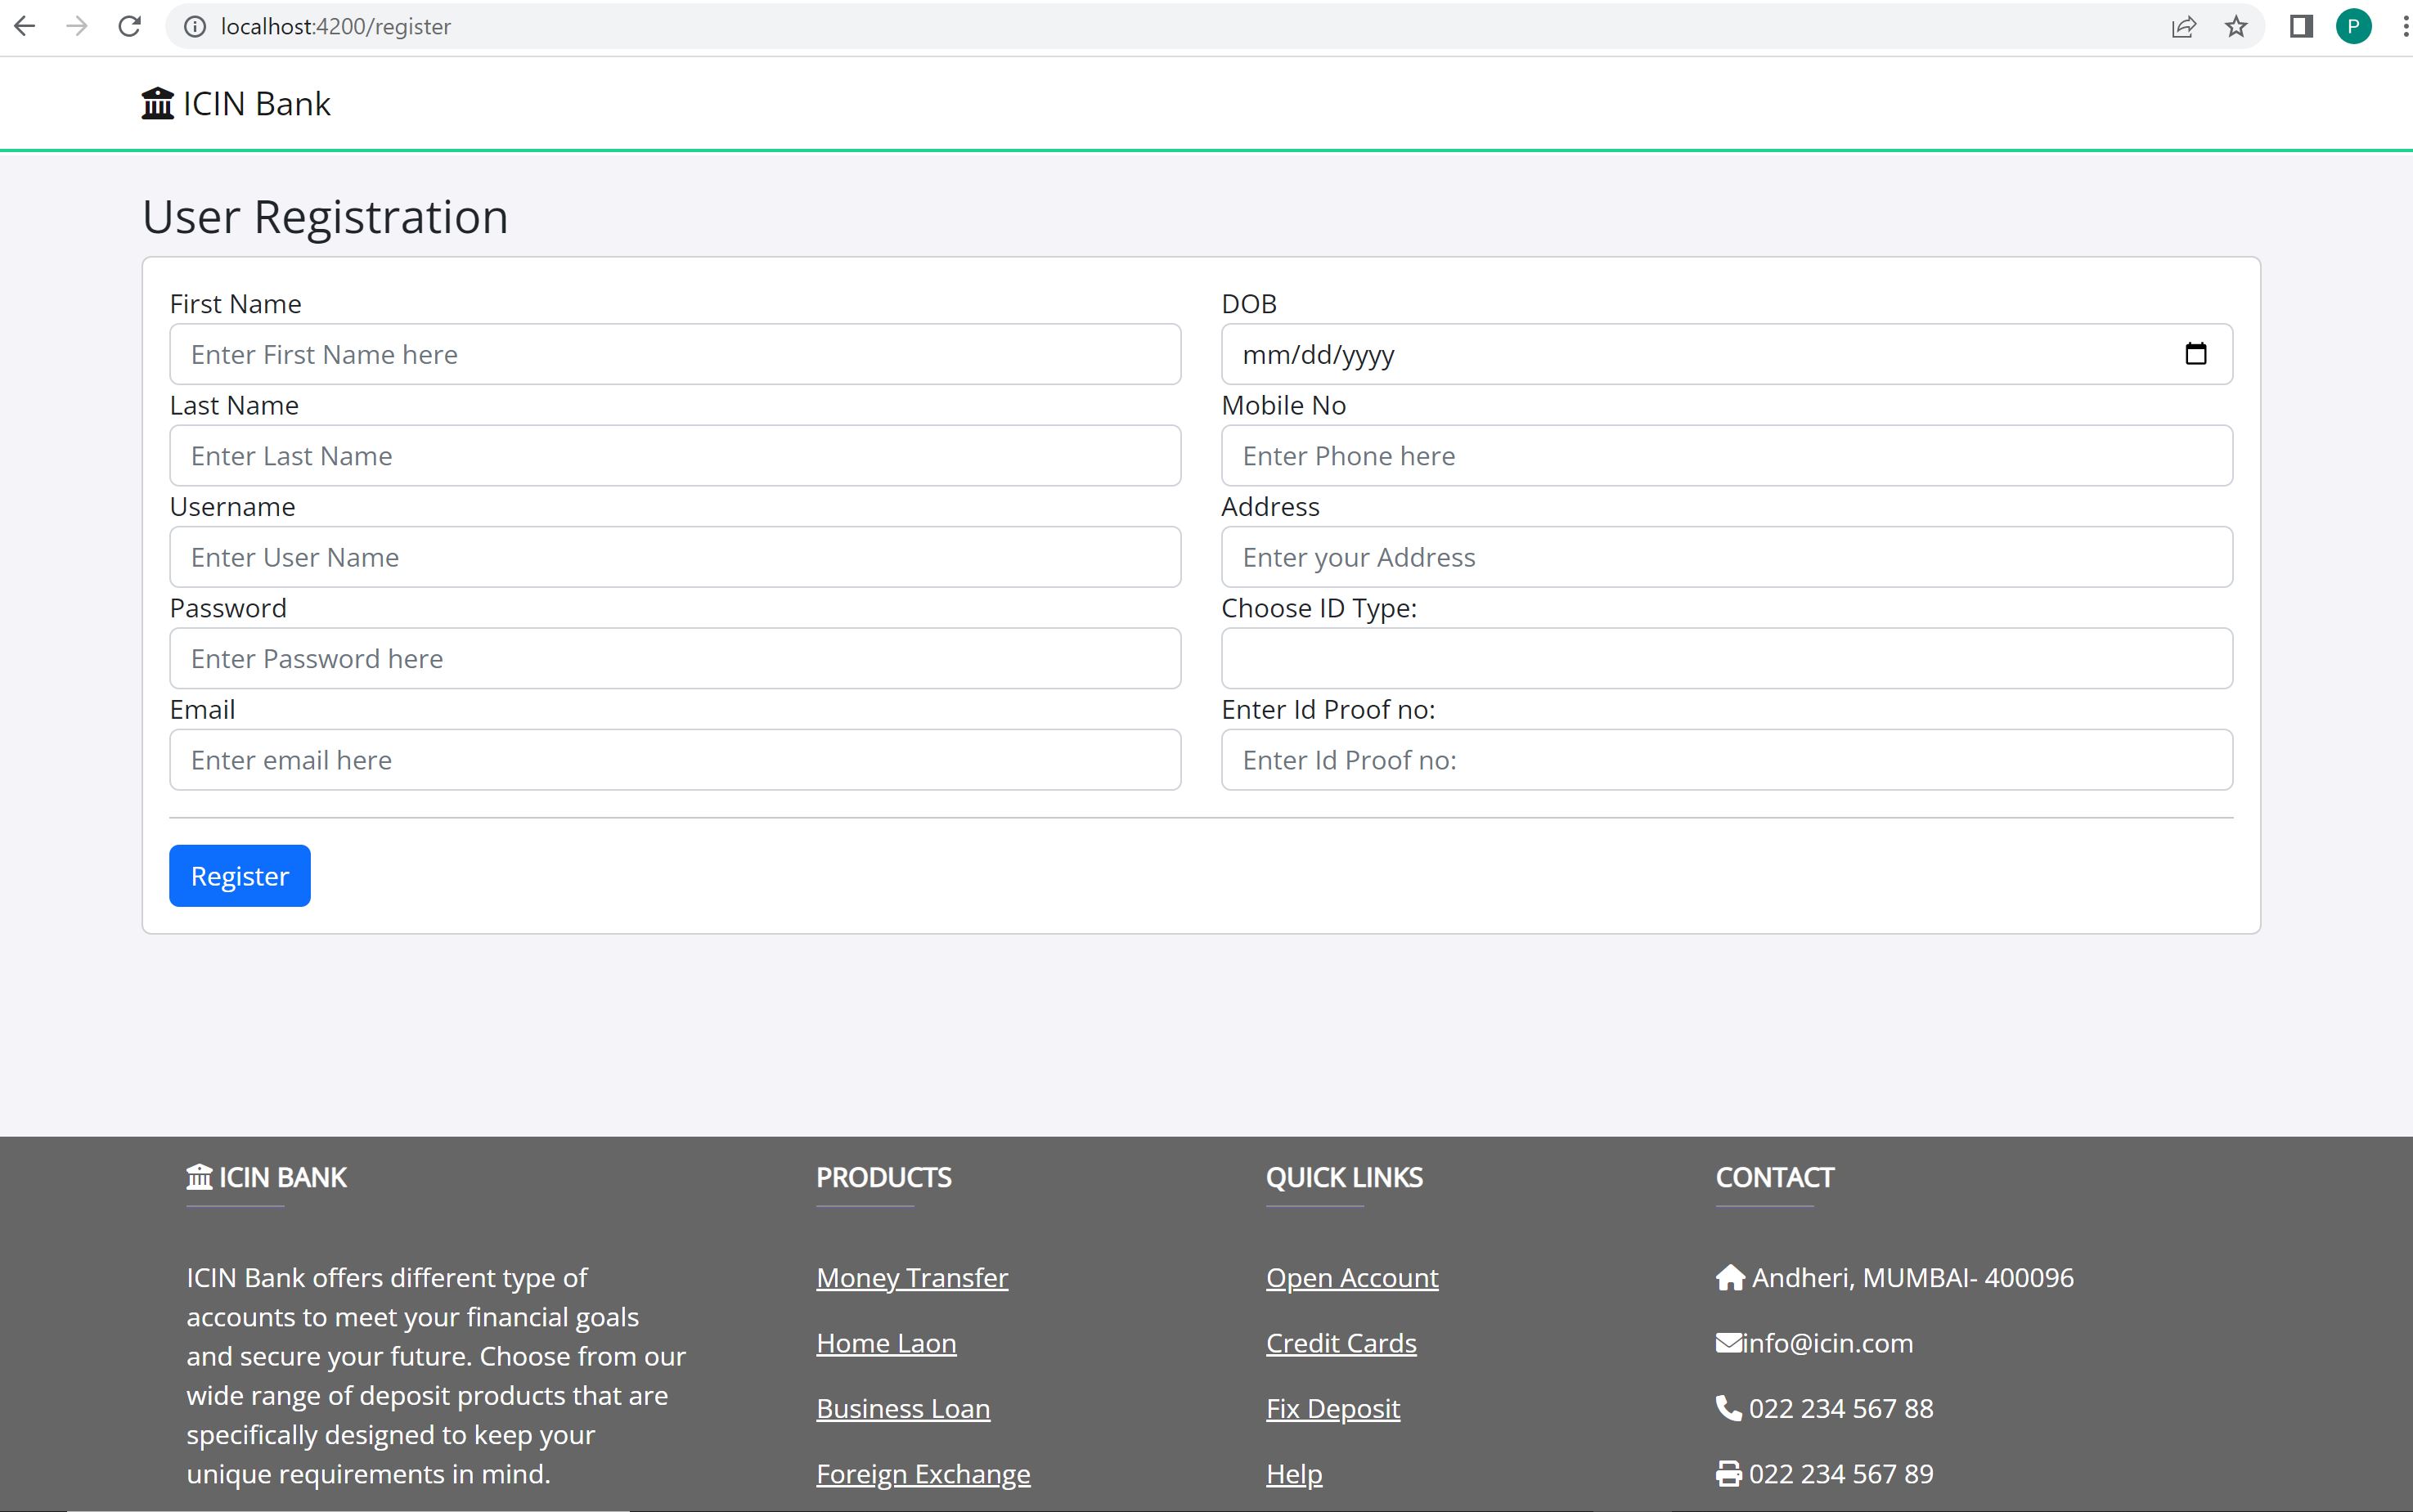 localhost:4200/register
P
ICIN Bank
User Registration
First Name
Enter First Name here
Last Name
Enter Last Name
Username
Enter User Name
Password
Enter Password here
Email
Enter email here
DOB
mm/dd/yyyy
Mobile No
Enter Phone here
Address
Enter your Address
Choose ID Type:
Enter Id Proof no:
Enter Id Proof no:
Register
ICIN BANK
ICIN Bank offers different type of
accounts to meet your financial goals
and secure your future. Choose from our
wide range of deposit products that are
specifically designed to keep your
unique requirements in mind.
PRODUCTS
Money Transfer
Home Laon
Business Loan
Foreign Exchange
QUICK LINKS
Open Account
Credit Cards
Fix Deposit
Help
CONTACT
Andheri, MUMBAI- 400096
info@icin.com
022 234 567 88
022 234 567 89